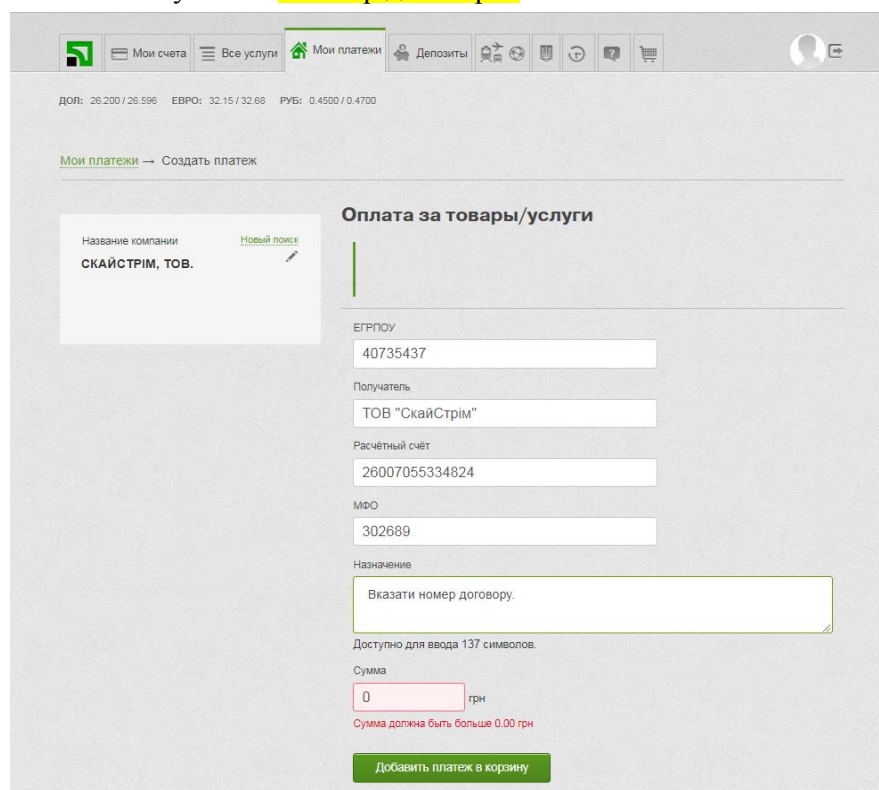 Мои счета Все услуги Мои платежи Депозиты
ДОЛ: 26.200 / 26.596 ЕВРО: 32.15 / 32.68 РУБ: 0.4500 / 0.4700
Мои платежи → Создать платеж
Оплата за товары/услуги
Название компании Новый поиск
СКАЙСТРІМ, ТОВ.
ЕГРПОУ
40735437
Получатель
ТОВ "СкайСтрім"
Расчётный счёт
26007055334824
МФО
302689
Назначение
Вказати номер договору.
Доступно для ввода 137 символов.
Сумма
0 грн
Сумма должна быть больше 0.00 грн
Добавить платеж в корзину